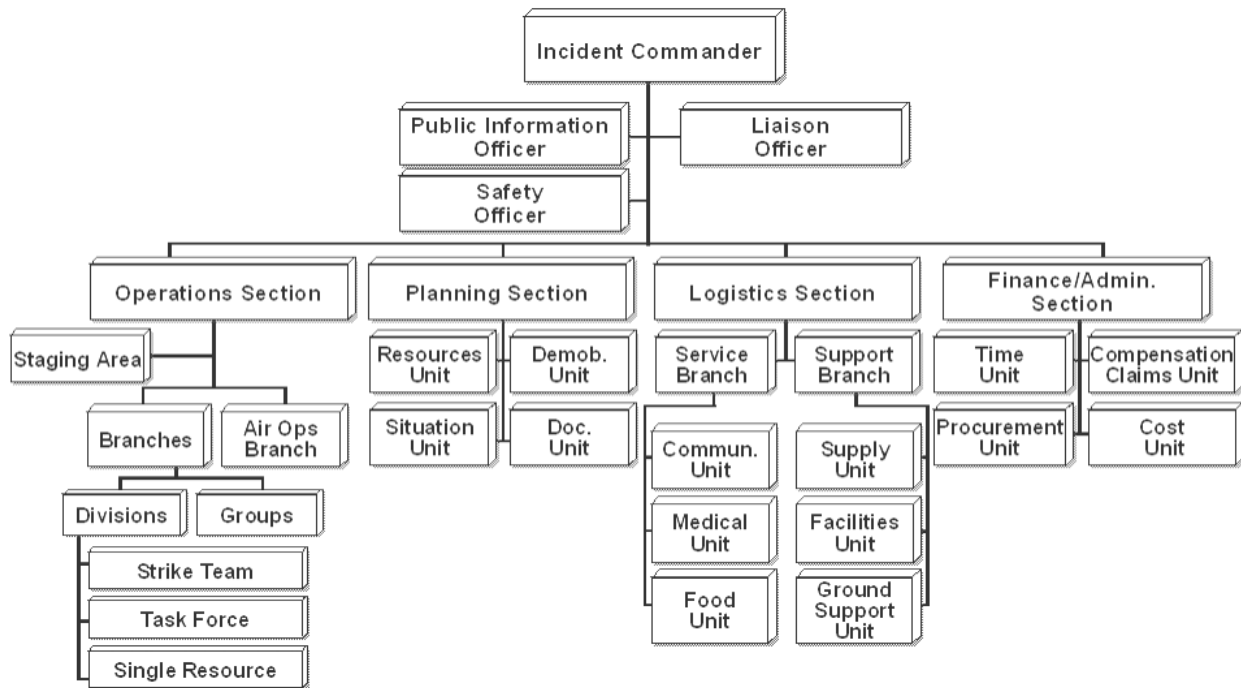 Incident Commander
Public Information
Officer
Liaison
Officer
Safety
Officer
Operations Section
Planning Section
Logistics Section
Finance/Admin.
Section
Staging Area
Resources
Unit
Demob.
Unit
Service
Branch
Support
Branch
Time
Unit
Compensation
Claims Unit
Branches
Air Ops
Branch
Situation
Unit
Doc.
Unit
Commun.
Unit
Supply
Unit
Procurement
Unit
Cost
Unit
Divisions
Groups
Medical
Unit
Facilities
Unit
Strike Team
Task Force
Single Resource
Food
Unit
Ground
Support
Unit